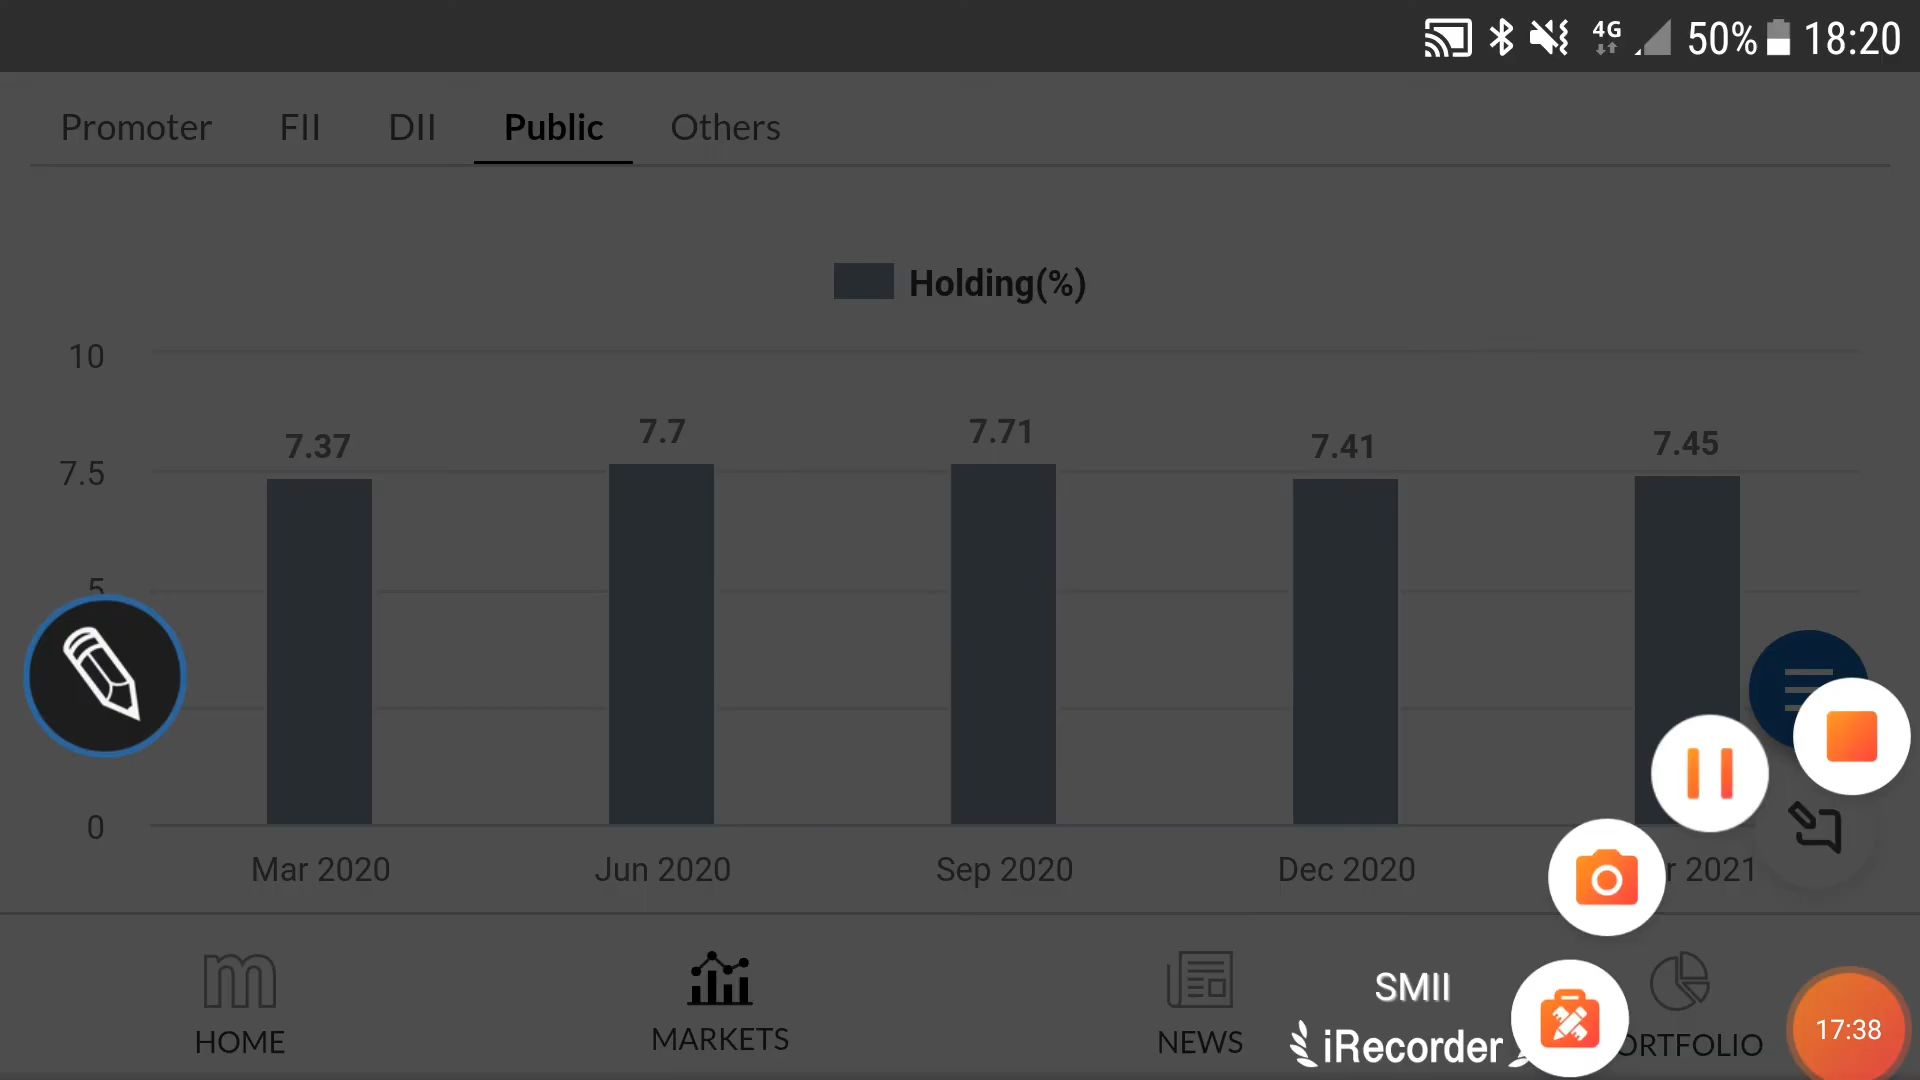 4G 50% 18:20
Promoter FII DII Public Others
Holding(%)
10
7.37 7.7 7.71 7.41 7.45
7.5
5
0
Mar 2020 Jun 2020 Sep 2020 Dec 2020 r 2021
HOME MARKETS NEWS ORTFOLIO
SMII
iRecorder
17:38